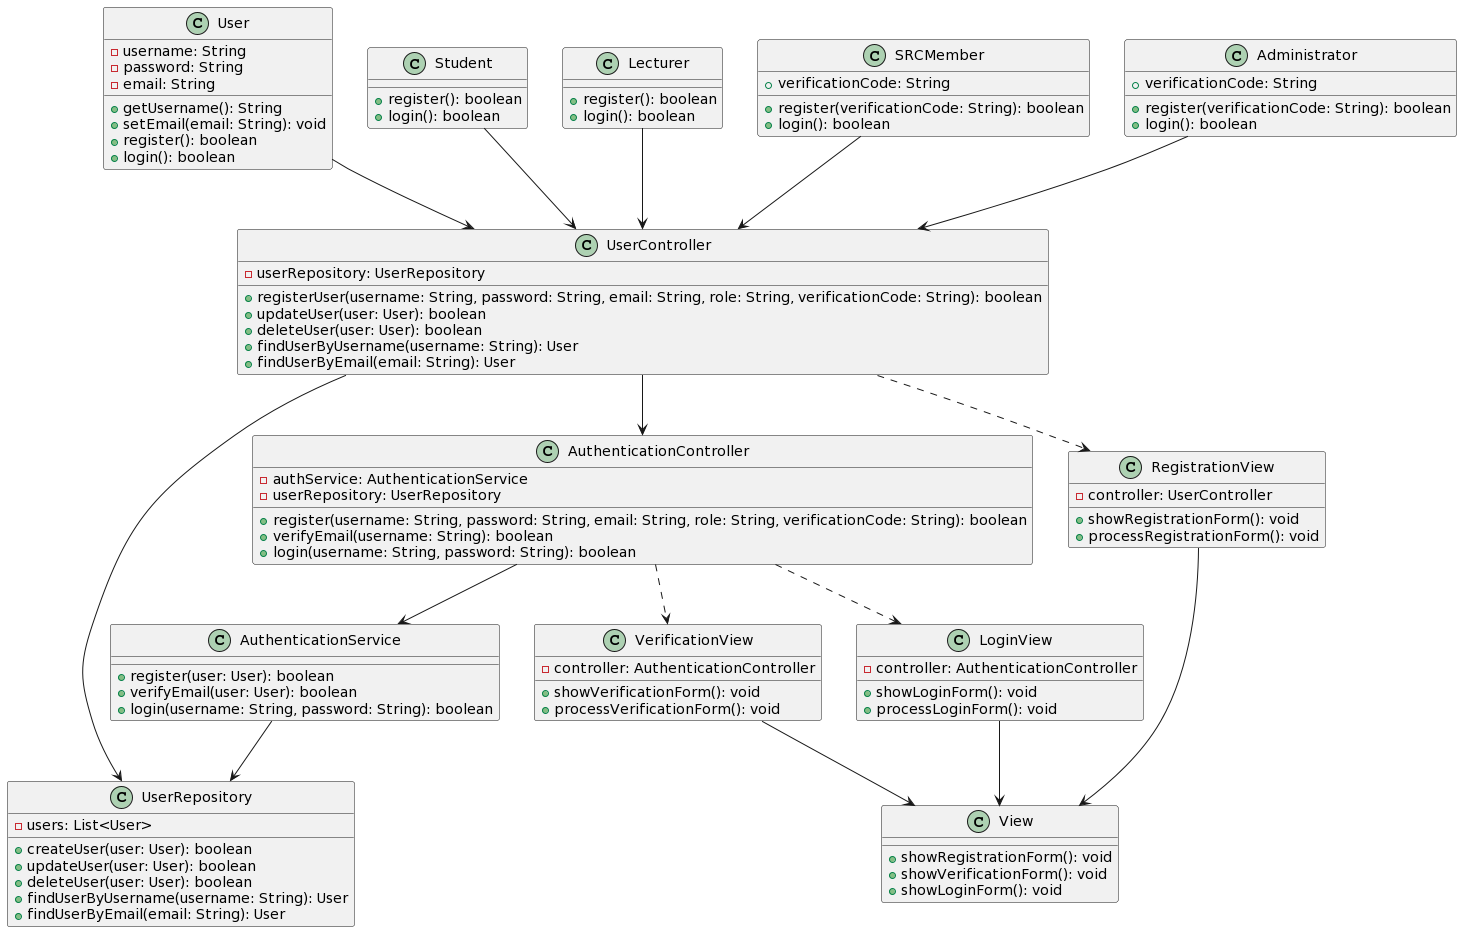 C User
username: String
password: String
email: String
getUsername(): String
setEmail(email: String): void
register(): boolean
login(): boolean
C Student
register(): boolean
login(): boolean
C Lecturer
register(): boolean
login(): boolean
C SRCMember
verificationCode: String
register(verificationCode: String): boolean
login(): boolean
C Administrator
verificationCode: String
register(verificationCode: String): boolean
login(): boolean
C UserController
userRepository: UserRepository
registerUser(username: String, password: String, email: String, role: String, verificationCode: String): boolean
updateUser(user: User): boolean
deleteUser(user: User): boolean
findUserByUsername(username: String): User
findUserByEmail(email: String): User
C AuthenticationController
authService: AuthenticationService
userRepository: UserRepository
register(username: String, password: String, email: String, role: String, verificationCode: String): boolean
verifyEmail(username: String): boolean
login(username: String, password: String): boolean
C RegistrationView
controller: UserController
showRegistrationForm(): void
processRegistrationForm(): void
C AuthenticationService
register(user: User): boolean
verifyEmail(user: User): boolean
login(username: String, password: String): boolean
C VerificationView
controller: AuthenticationController
showVerificationForm(): void
processVerificationForm(): void
C LoginView
controller: AuthenticationController
showLoginForm(): void
processLoginForm(): void
C UserRepository
users: List<User>
createUser(user: User): boolean
updateUser(user: User): boolean
deleteUser(user: User): boolean
findUserByUsername(username: String): User
findUserByEmail(email: String): User
C View
showRegistrationForm(): void
showVerificationForm(): void
showLoginForm(): void